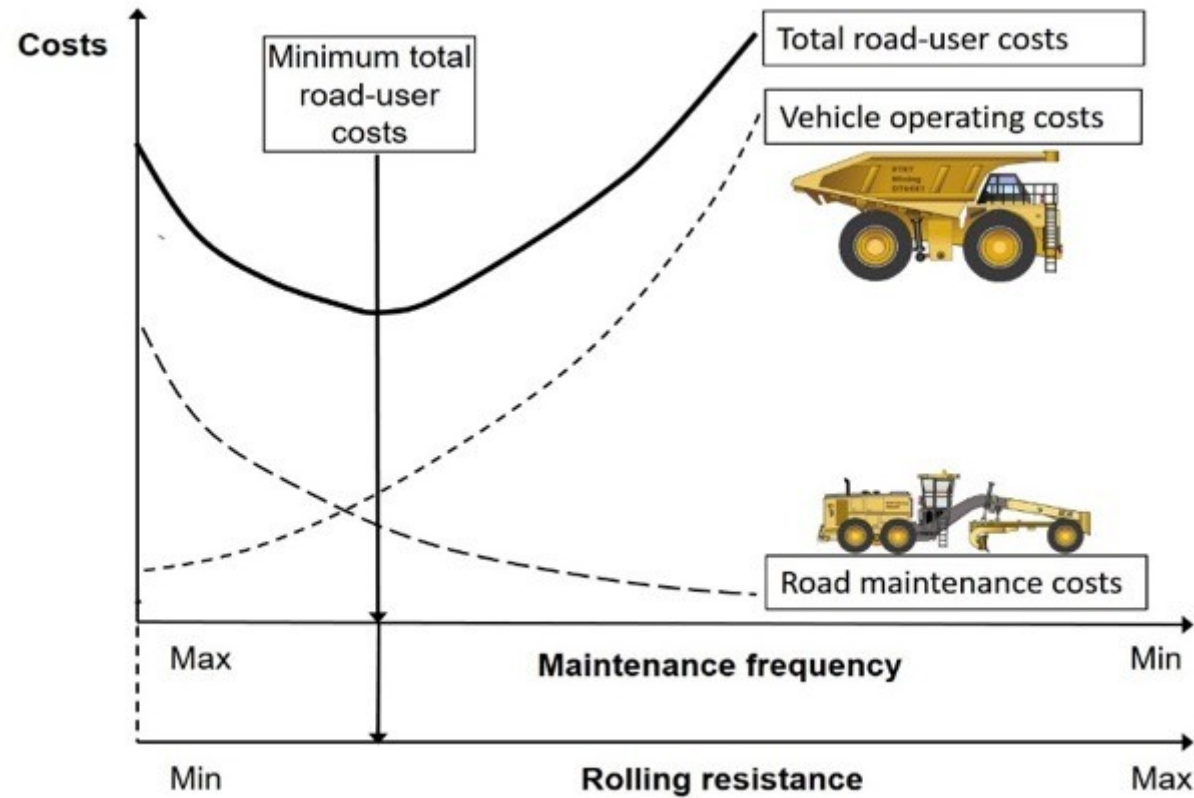 Costs
Minimum total
road-user
costs
Total road-user costs
Vehicle operating costs
Mining
Road maintenance costs
Max
Maintenance frequency
Min
Min
Rolling resistance
Max